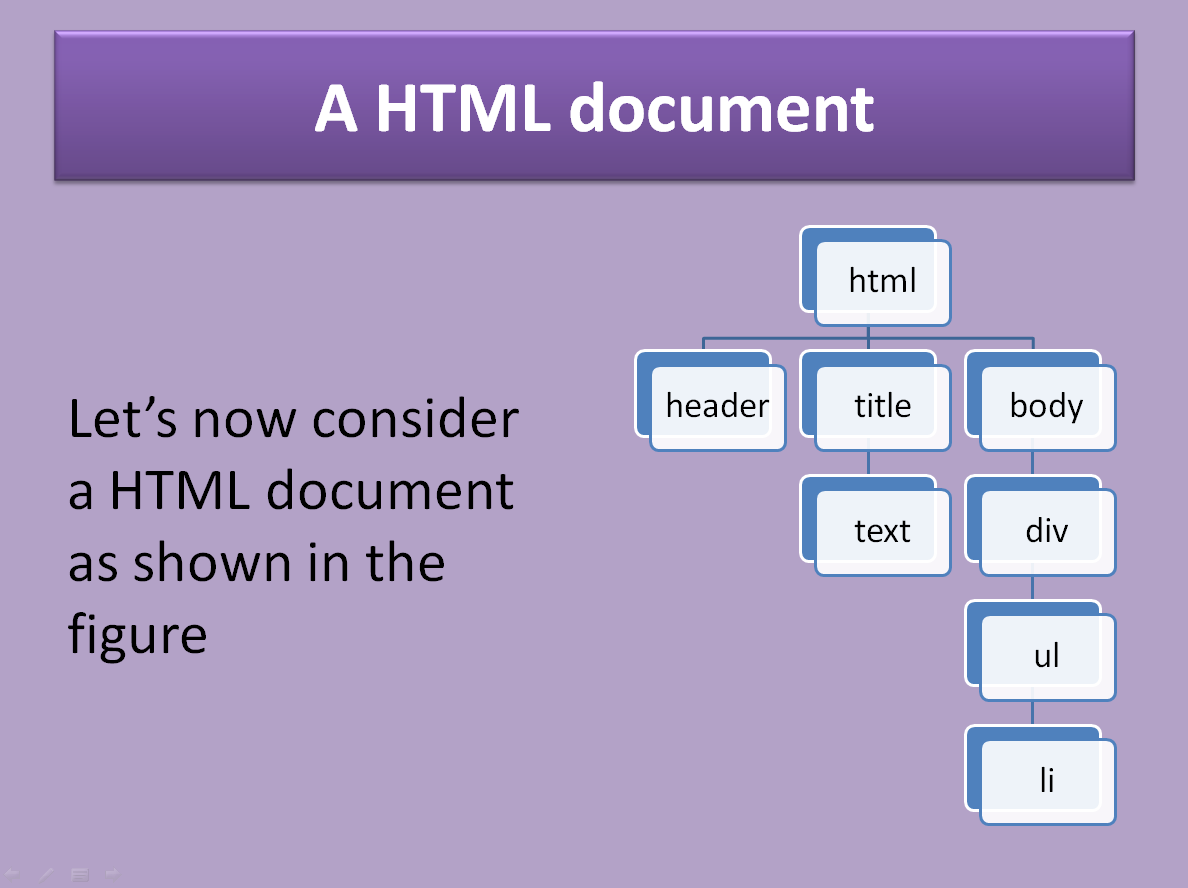 A HTML document
Let’s now consider
a HTML document
as shown in the
figure
html
header
title
body
text
div
ul
li